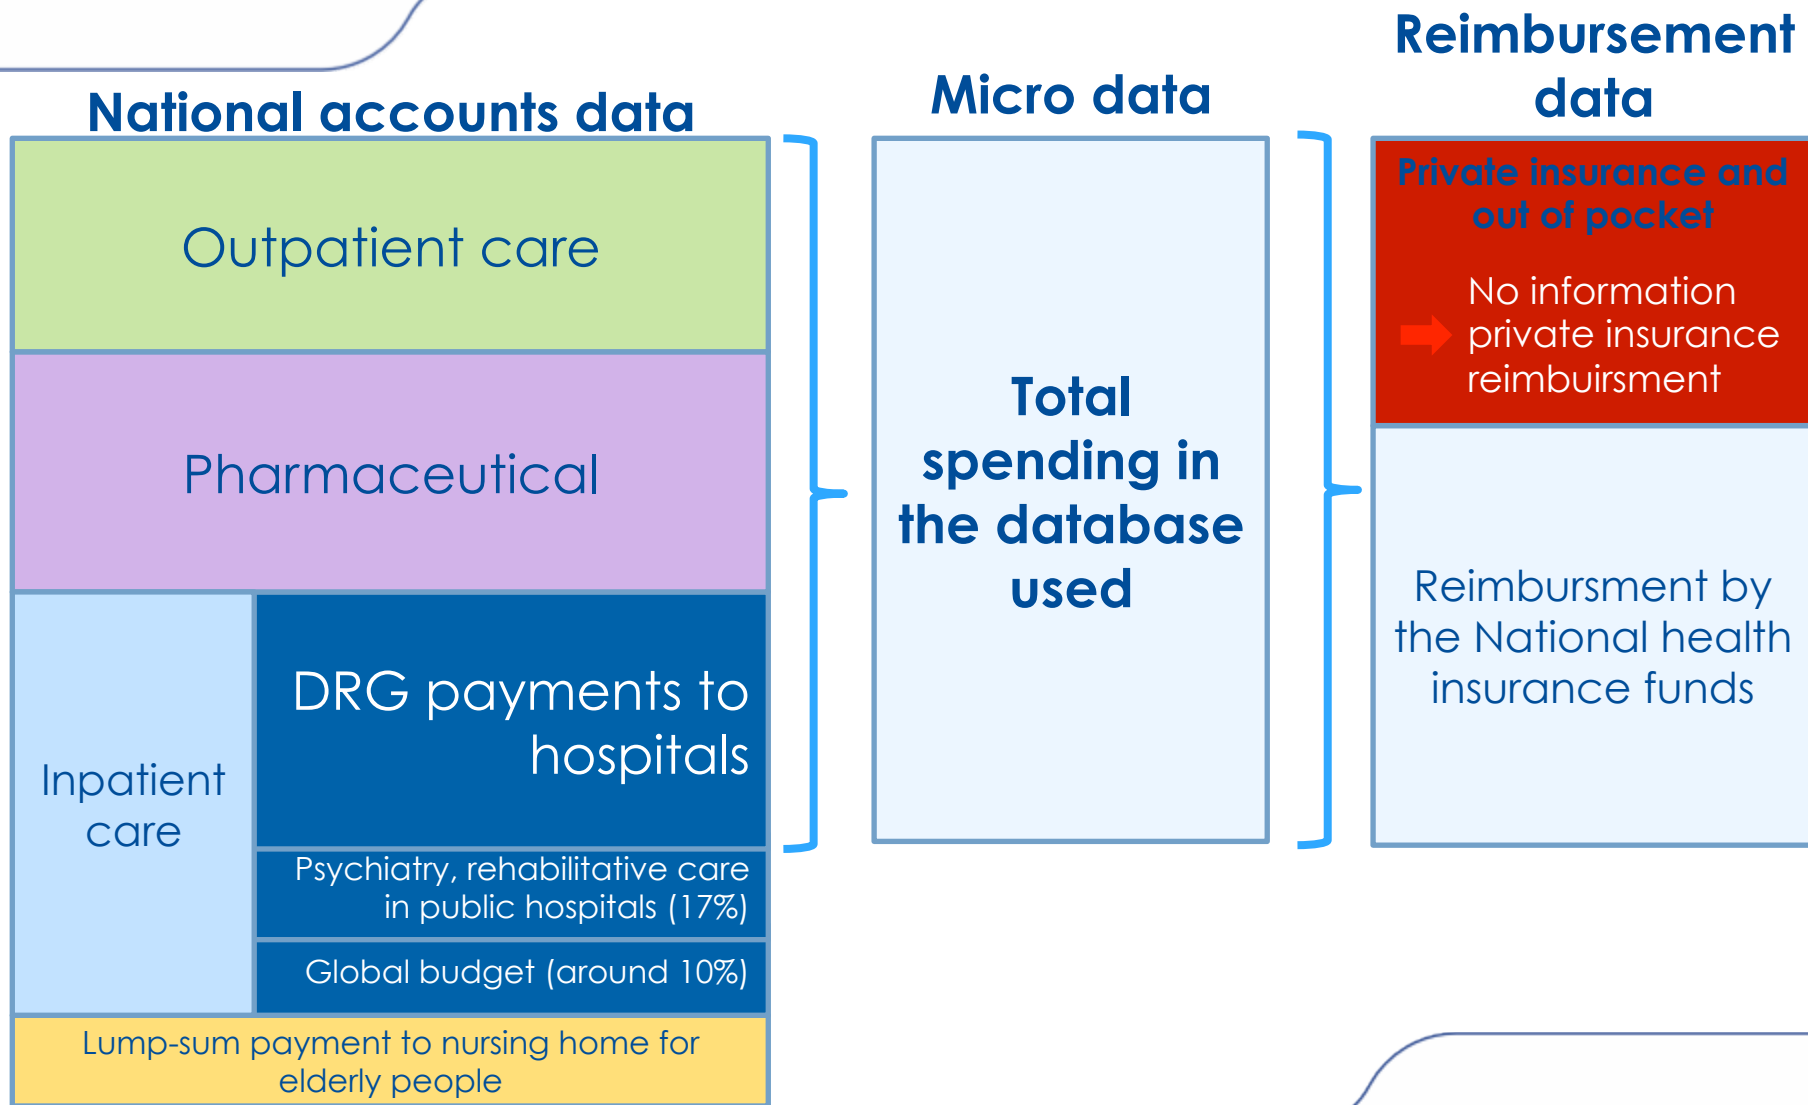 National accounts data
Outpatient care
Pharmaceutical
Inpatient
care
DRG payments to
hospitals
Psychiatry, rehabilitative care
in public hospitals (17%)
Global budget (around 10%)
Lump-sum payment to nursing home for
elderly people
Micro data
Total
spending in
the database
used
Reimbursement
data
Private insurance and
out of pocket
No information
private insurance
reimbuirsment
Reimbursment by
the National health
insurance funds